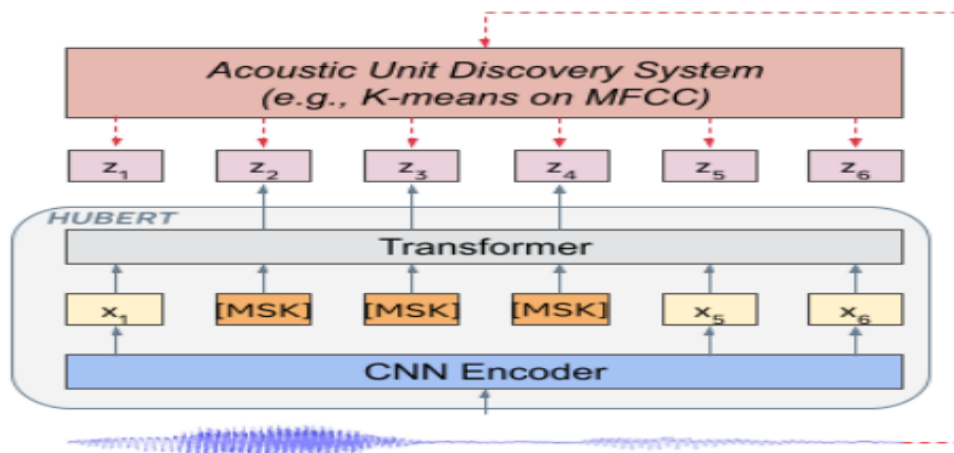 Acoustic Unit Discovery System
(e.g., K-means on MFCC)
z₁ z₂ z₃ z₄ z₅ z₆
HUBERT
Transformer
x₁ [MSK] [MSK] [MSK] x₅ x₆
CNN Encoder